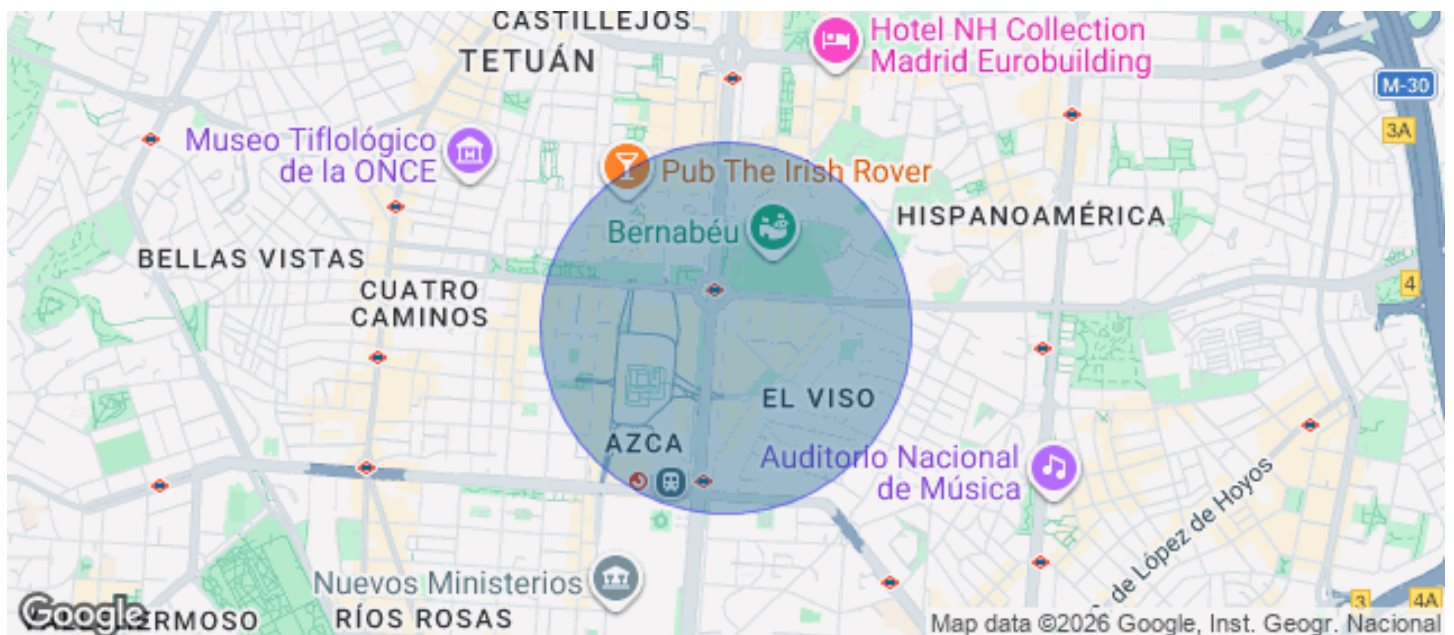 CASTILLEJOS
TETUÁN
Hotel NH Collection
Madrid Eurobuilding
M-30
3A
Museo Tiflológico
de la ONCE
Pub The Irish Rover
HISPANOAMÉRICA
Bernabéu
BELLAS VISTAS
4
CUATRO
CAMINOS
EL VISO
AZCA
Auditorio Nacional
de Música
de López de Hoyos
Nuevos Ministerios
RÍOS ROSAS
3
4A
Google
Map data ©2026 Google, Inst. Geogr. Nacional